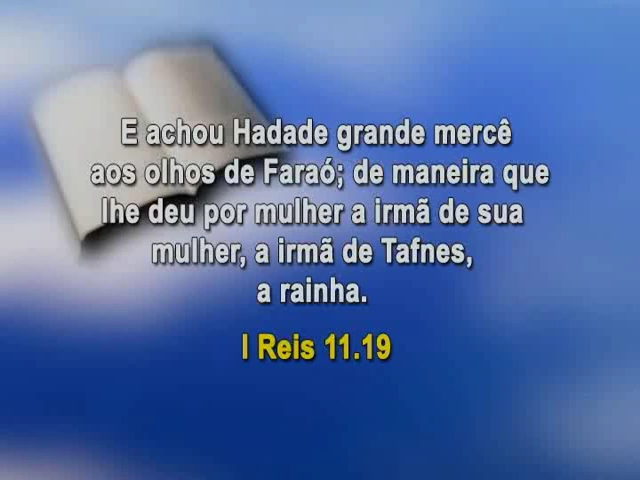 E achou Hadade grande mercê
aos olhos de Faraó; de maneira que
lhe deu por mulher a irmã de sua
mulher, a irmã de Tafnes,
a rainha.
I Reis 11.19